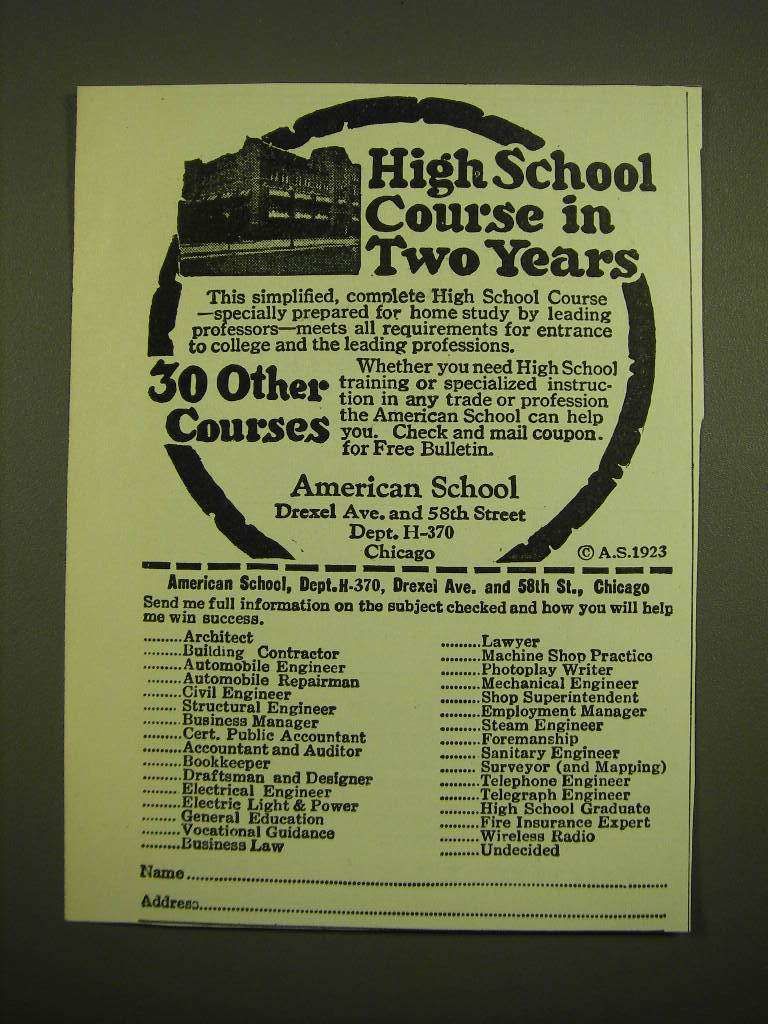 High School
Course in
Two Years
This simplified, complete High School Course
—specially prepared for home study by leading
professors—meets all requirements for entrance
to college and the leading professions.
30 Other
Courses
Whether you need High School
training or specialized instruc-
tion in any trade or profession
the American School can help
you. Check and mail coupon.
for Free Bulletin.
American School
Drexel Ave. and 58th Street
Dept. H-370
Chicago
© A.S. 1923
American School, Dept. H-370, Drexel Ave. and 58th St., Chicago
Send me full information on the subject checked and how you will help
me win success.
.........Architect
.........Building Contractor
.........Automobile Engineer
........Automobile Repairman
.........Civil Engineer
........ Structural Engineer
.........Business Manager
.........Cert. Public Accountant
.........Accountant and Auditor
.........Bookkeeper
.........Draftsman and Designer
........ Electrical Engineer
.........Electric Light & Power
........ General Education
.........Vocational Guidance
.........Business Law
.........Lawyer
.........Machine Shop Practice
.........Photoplay Writer
.........Mechanical Engineer
.........Shop Superintendent
.........Employment Manager
.........Steam Engineer
.........Foremanship
........ Sanitary Engineer
........ Surveyor (and Mapping)
.........Telephone Engineer
.........Telegraph Engineer
.........High School Graduate
.........Fire Insurance Expert
.........Wireless Radio
.........Undecided
Name..........................................................................................
Address.......................................................................................